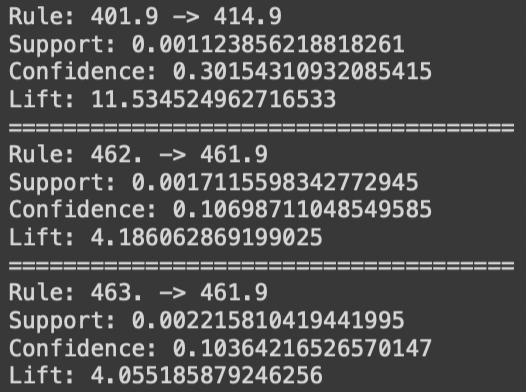 Rule: 401.9 -> 414.9
Support: 0.001123856218818261
Confidence: 0.30154310932085415
Lift: 11.534524962716533
=====================================
Rule: 462. -> 461.9
Support: 0.0017115598342772945
Confidence: 0.10698711048549585
Lift: 4.186062869199025
=====================================
Rule: 463. -> 461.9
Support: 0.002215810419441995
Confidence: 0.10364216526570147
Lift: 4.055185879246256